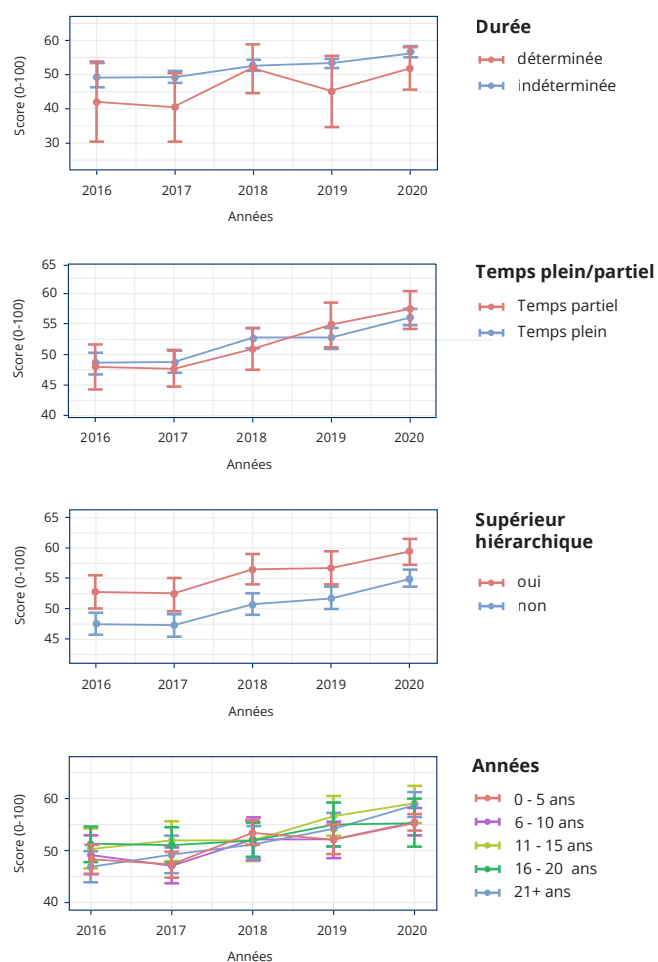 Durée
déterminée
indéterminée
Score (0-100)
60
50
40
30
2016 2017 2018 2019 2020
Années
Temps plein/partiel
Temps partiel
Temps plein
Score (0-100)
65
60
55
50
45
40
2016 2017 2018 2019 2020
Années
Supérieur
hiérarchique
oui
non
Score (0-100)
65
60
55
50
45
2016 2017 2018 2019 2020
Années
Années
0 - 5 ans
6 - 10 ans
11 - 15 ans
16 - 20 ans
21+ ans
Score (0-100)
60
50
40
2016 2017 2018 2019 2020
Années